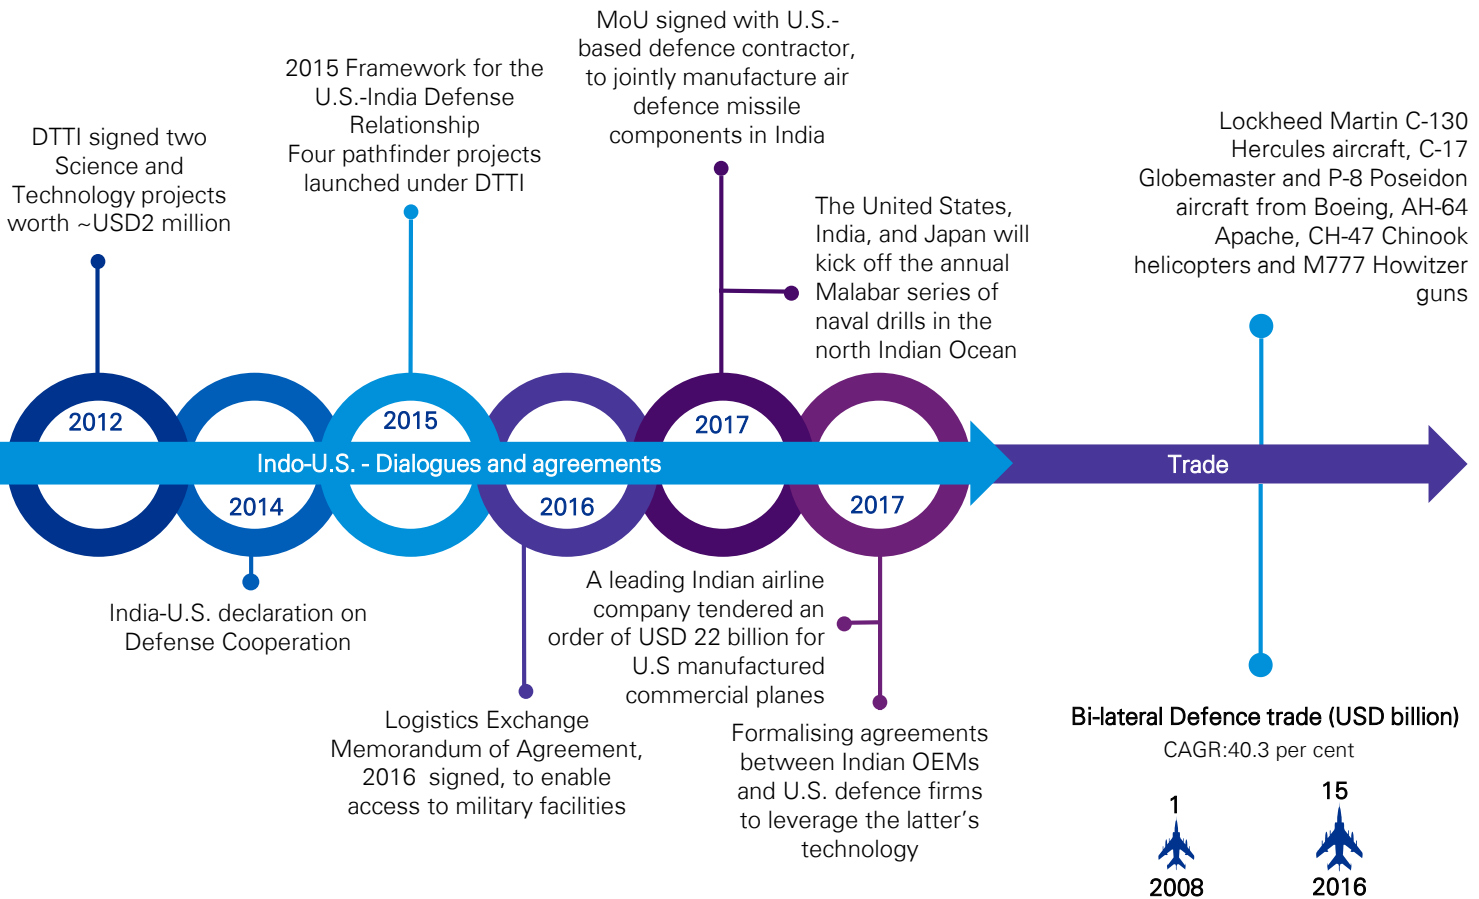 MoU signed with U.S.-
based defence contractor,
to jointly manufacture air
defence missile
components in India
2015 Framework for the
U.S.-India Defense
Relationship
Four pathfinder projects
launched under DTTI
DTTI signed two
Science and
Technology projects
worth ~USD2 million
Lockheed Martin C-130
Hercules aircraft, C-17
Globemaster and P-8 Poseidon
aircraft from Boeing, AH-64
Apache, CH-47 Chinook
helicopters and M777 Howitzer
guns
The United States,
India, and Japan will
kick off the annual
Malabar series of
naval drills in the
north Indian Ocean
2012
2015
2017
Indo-U.S. - Dialogues and agreements
Trade
2014
2016
2017
India-U.S. declaration on
Defense Cooperation
A leading Indian airline
company tendered an
order of USD 22 billion for
U.S manufactured
commercial planes
Logistics Exchange
Memorandum of Agreement,
2016 signed, to enable
access to military facilities
Formalising agreements
between Indian OEMs
and U.S. defence firms
to leverage the latter’s
technology
Bi-lateral Defence trade (USD billion)
CAGR:40.3 per cent
1
15
2008
2016